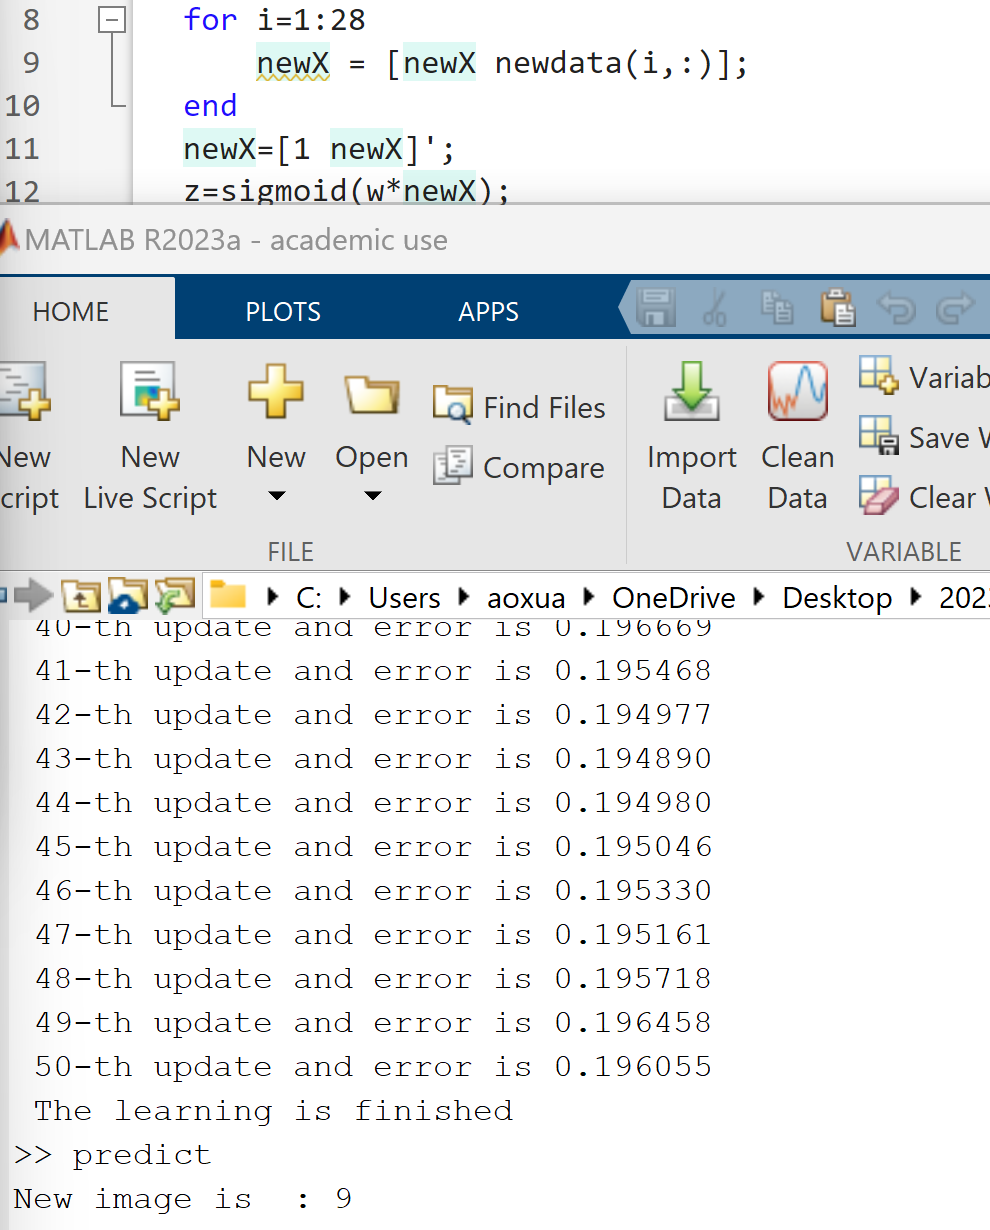 8 for i=1:28
9 newX = [newX newdata(i,:)];
10 end
11 newX=[1 newX]';
12 z=sigmoid(w*newX);
MATLAB R2023a - academic use
HOME PLOTS APPS
New Script
New Live Script
New
Open
Find Files
Compare
Import Data
Clean Data
Variab
Save W
Clear W
FILE
VARIABLE
C: Users aoxua OneDrive Desktop 202
40-th update and error is 0.196669
41-th update and error is 0.195468
42-th update and error is 0.194977
43-th update and error is 0.194890
44-th update and error is 0.194980
45-th update and error is 0.195046
46-th update and error is 0.195330
47-th update and error is 0.195161
48-th update and error is 0.195718
49-th update and error is 0.196458
50-th update and error is 0.196055
The learning is finished
>> predict
New image is : 9